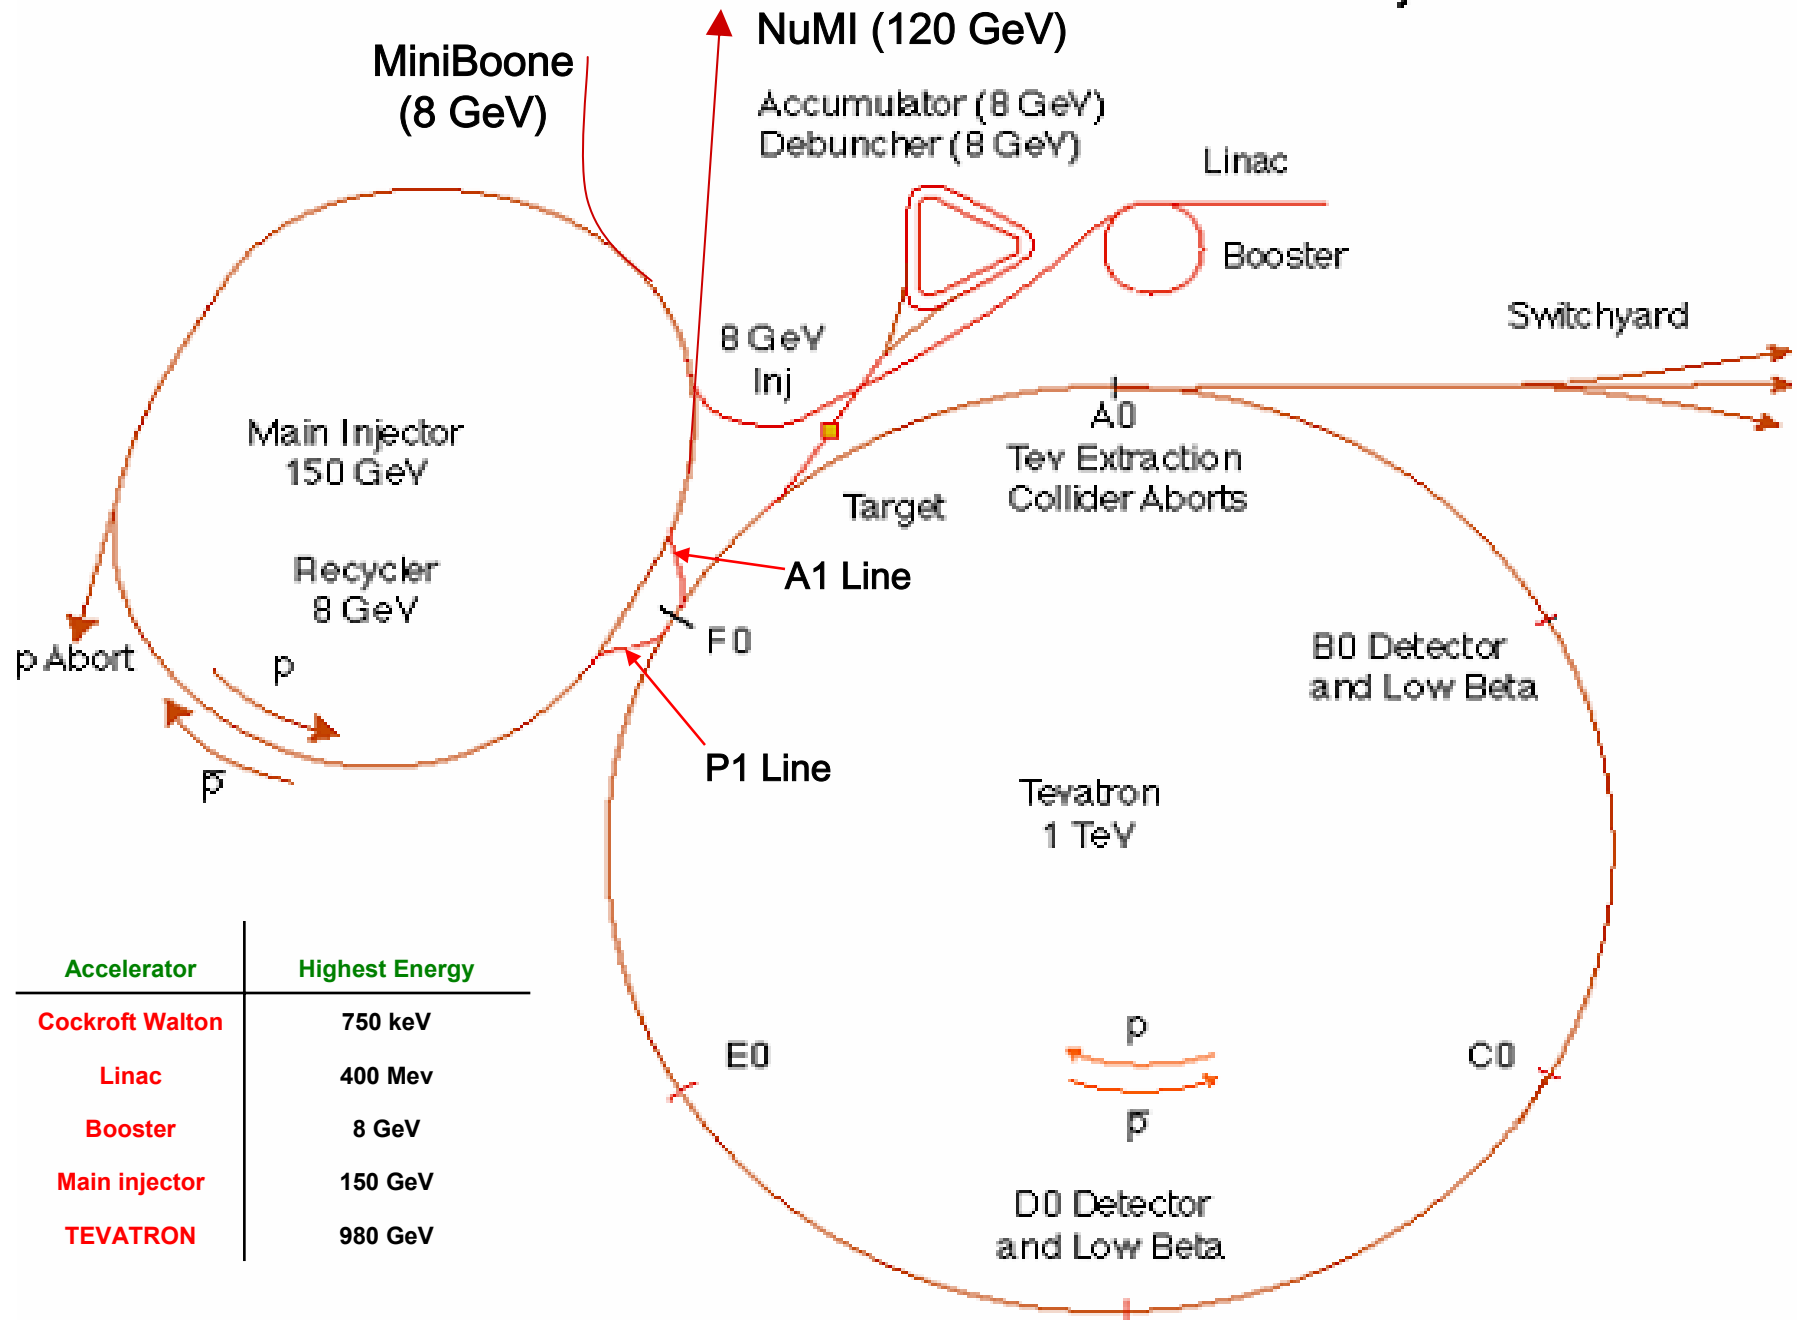 NuMI (120 GeV)
MiniBoone
(8 GeV)
Accumulator (8 GeV)
Debuncher (8 GeV)
Linac
Booster
Switchyard
8 GeV
Inj
A0
Tev Extraction
Collider Aborts
Main Injector
150 GeV
Target
Recycler
8 GeV
A1 Line
F0
p Abort
p
p̅
P1 Line
B0 Detector
and Low Beta
Tevatron
1 TeV
Accelerator Highest Energy
Cockroft Walton 750 keV
Linac 400 Mev
Booster 8 GeV
Main injector 150 GeV
TEVATRON 980 GeV
E0
p
p̅
C0
D0 Detector
and Low Beta